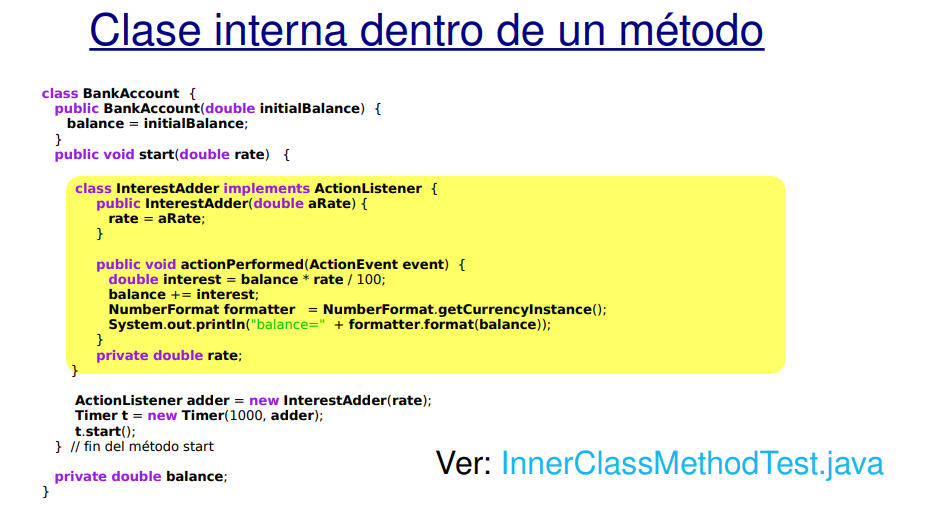 Clase interna dentro de un método
class BankAccount {
public BankAccount(double initialBalance) {
balance = initialBalance;
}
public void start(double rate) {
class InterestAdder implements ActionListener {
public InterestAdder(double aRate) {
rate = aRate;
}
public void actionPerformed(ActionEvent event) {
double interest = balance * rate / 100;
balance += interest;
NumberFormat formatter = NumberFormat.getCurrencyInstance();
System.out.println("balance=" + formatter.format(balance));
}
private double rate;
}
ActionListener adder = new InterestAdder(rate);
Timer t = new Timer(1000, adder);
t.start();
} // fin del método start
private double balance;
}
Ver: InnerClassMethodTest.java